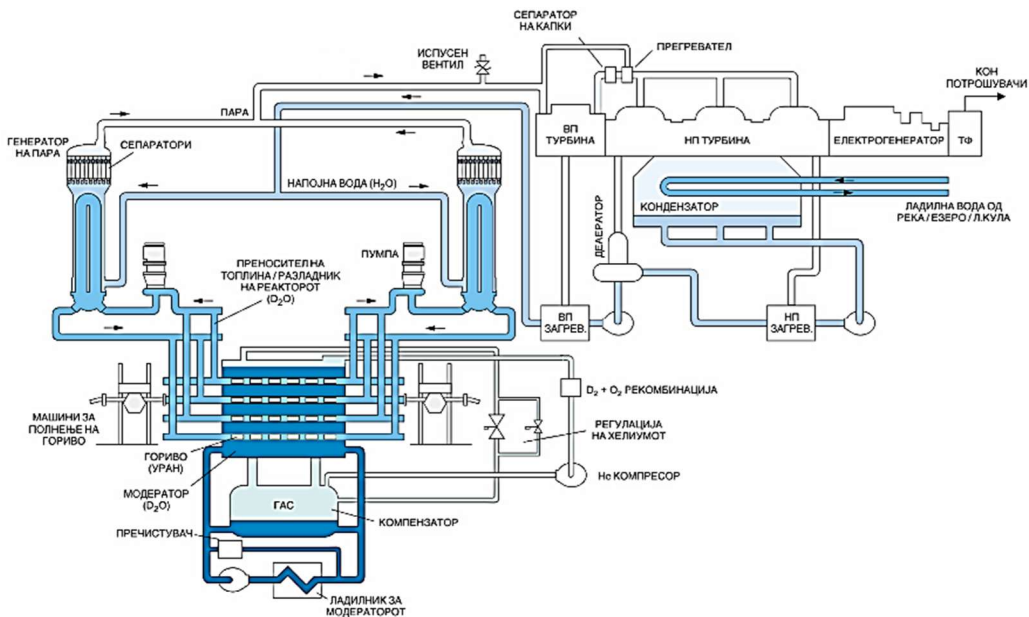 СЕПАРАТОР
НА КАПКИ
ПРЕГРЕВАТЕЛ
ИСПУСЕН
ВЕНТИЛ
КОН
ПОТРОШУВАЧИ
ПАРА
ГЕНЕРАТОР
НА ПАРА
СЕПАРАТОРИ
ВП
ТУРБИНА
НП ТУРБИНА
ЕЛЕКТРОГЕНЕРАТОР
ТФ
НАПОЈНА ВОДА (H₂O)
КОНДЕНЗАТОР
ЛАДИЛНА ВОДА ОД
РЕКА / ЕЗЕРО / Л.КУЛА
ДЕАЕРАТОР
ПУМПА
ПРЕНОСИТЕЛ НА
ТОПЛИНА / РАЗЛАДНИК
НА РЕАКТОРОТ
(D₂O)
ВП
ЗАГРЕВ.
НП
ЗАГРЕВ.
D₂ + O₂ РЕКОМБИНАЦИЈА
МАШИНИ ЗА
ПОЛНЕЊЕ НА
ГОРИВО
РЕГУЛАЦИЈА
НА ХЕЛИУМОТ
ГОРИВО
(УРАН)
МОДЕРАТОР
(D₂O)
He КОМПРЕСОР
ГАС
КОМПЕНЗАТОР
ПРЕЧИСТУВАЧ
ЛАДИЛНИК ЗА
МОДЕРАТОРОТ